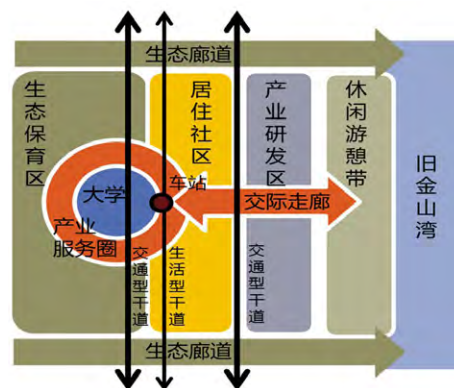 生态廊道
生态保育区
居住社区
产业研发区
休闲游憩带
旧金山湾
大学
车站
交际走廊
产业
服务圈
交通型干道
生活型干道
交通型干道
生态廊道